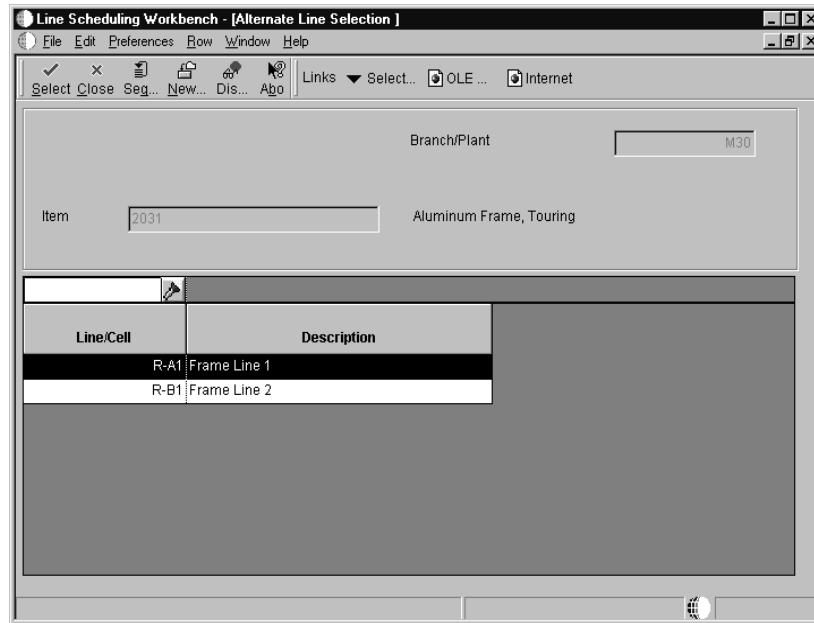 Line Scheduling Workbench - [Alternate Line Selection ]
File Edit Preferences Row Window Help
Select Close Seq... New... Dis... Abo Links Select... OLE ... Internet
Branch/Plant M30
Item 2031 Aluminum Frame, Touring
Line/Cell Description
R-A1 Frame Line 1
R-B1 Frame Line 2